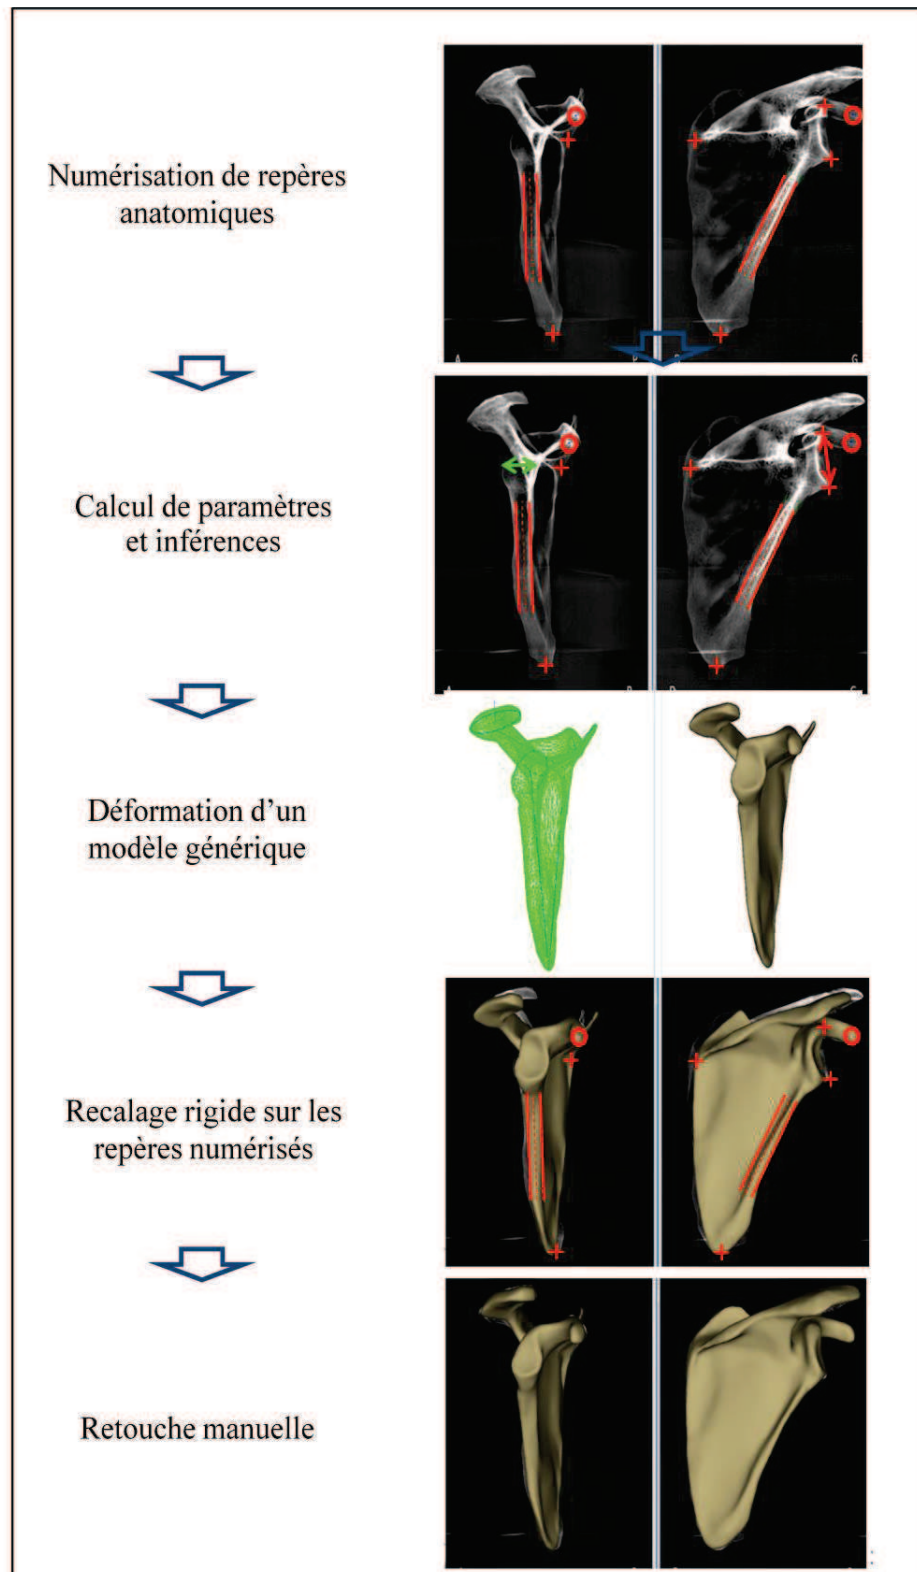 Numérisation de repères
anatomiques
A
G
Calcul de paramètres
et inférences
Déformation d’un
modèle générique
Recalage rigide sur les
repères numérisés
Retouche manuelle